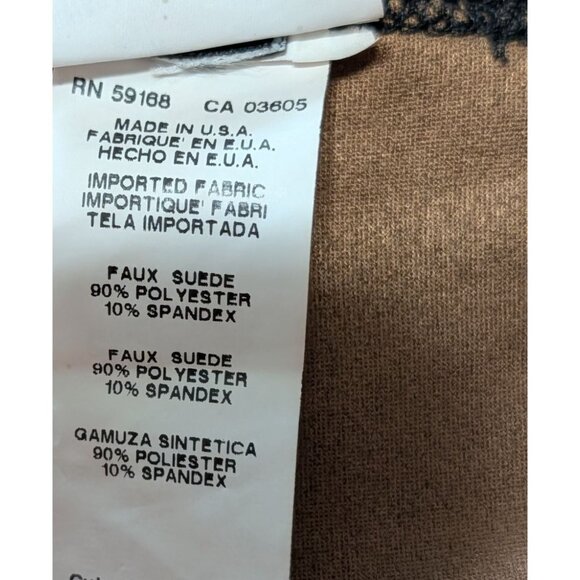 RN 59168 CA 03605
MADE IN U.S.A.
FABRIQUE' EN E.U.A.
HECHO EN E.U.A.
IMPORTED FABRIC
IMPORTIQUE' FABRI
TELA IMPORTADA
FAUX SUEDE
90% POLYESTER
10% SPANDEX
FAUX SUEDE
90% POLYESTER
10% SPANDEX
GAMUZA SINTETICA
90% POLIESTER
10% SPANDEX